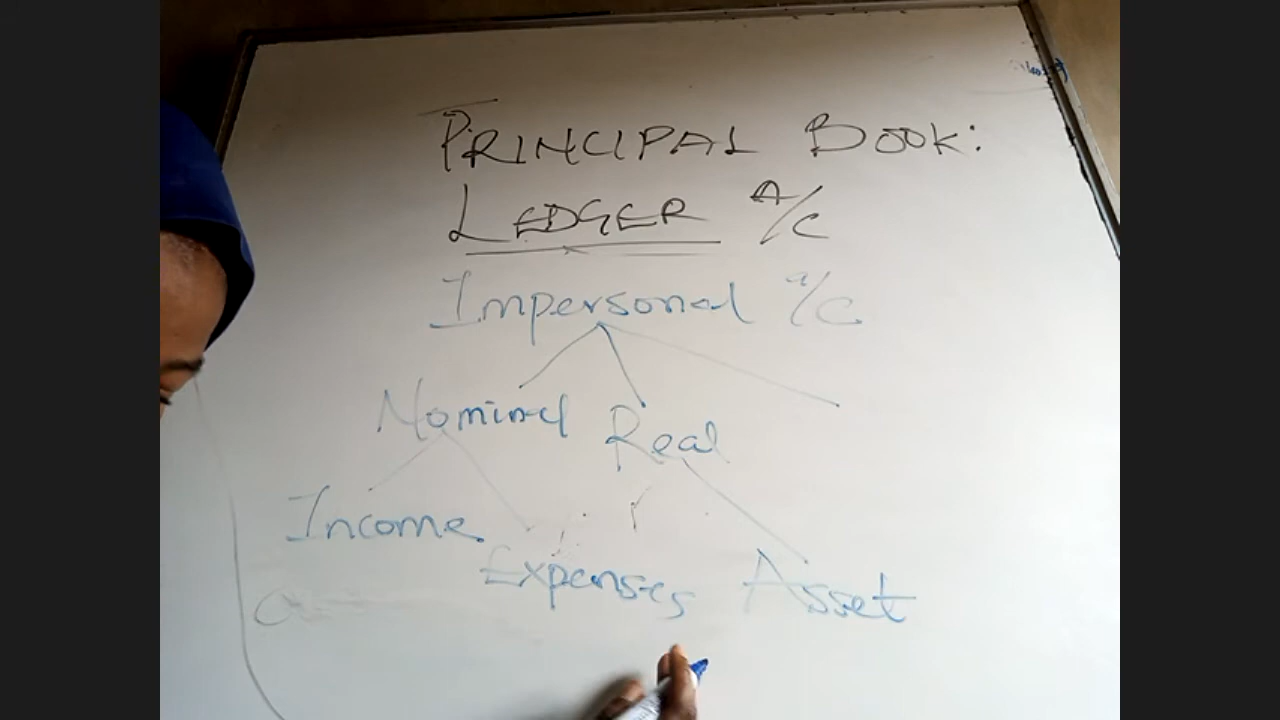 PRINCIPAL BOOK:
LEDGER A/C
Impersonal a/c
Nominal Real
Income
Expenses Asset